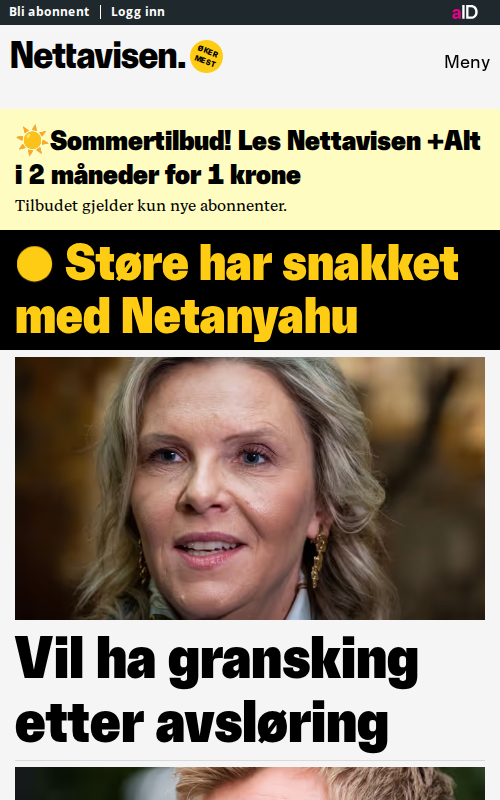 Bli abonnent | Logg inn
aID
Nettavisen.
ØKER
MEST
Meny
☀️Sommertilbud! Les Nettavisen +Alt
i 2 måneder for 1 krone
Tilbudet gjelder kun nye abonnenter.
Støre har snakket
med Netanyahu
Vil ha gransking
etter avsløring